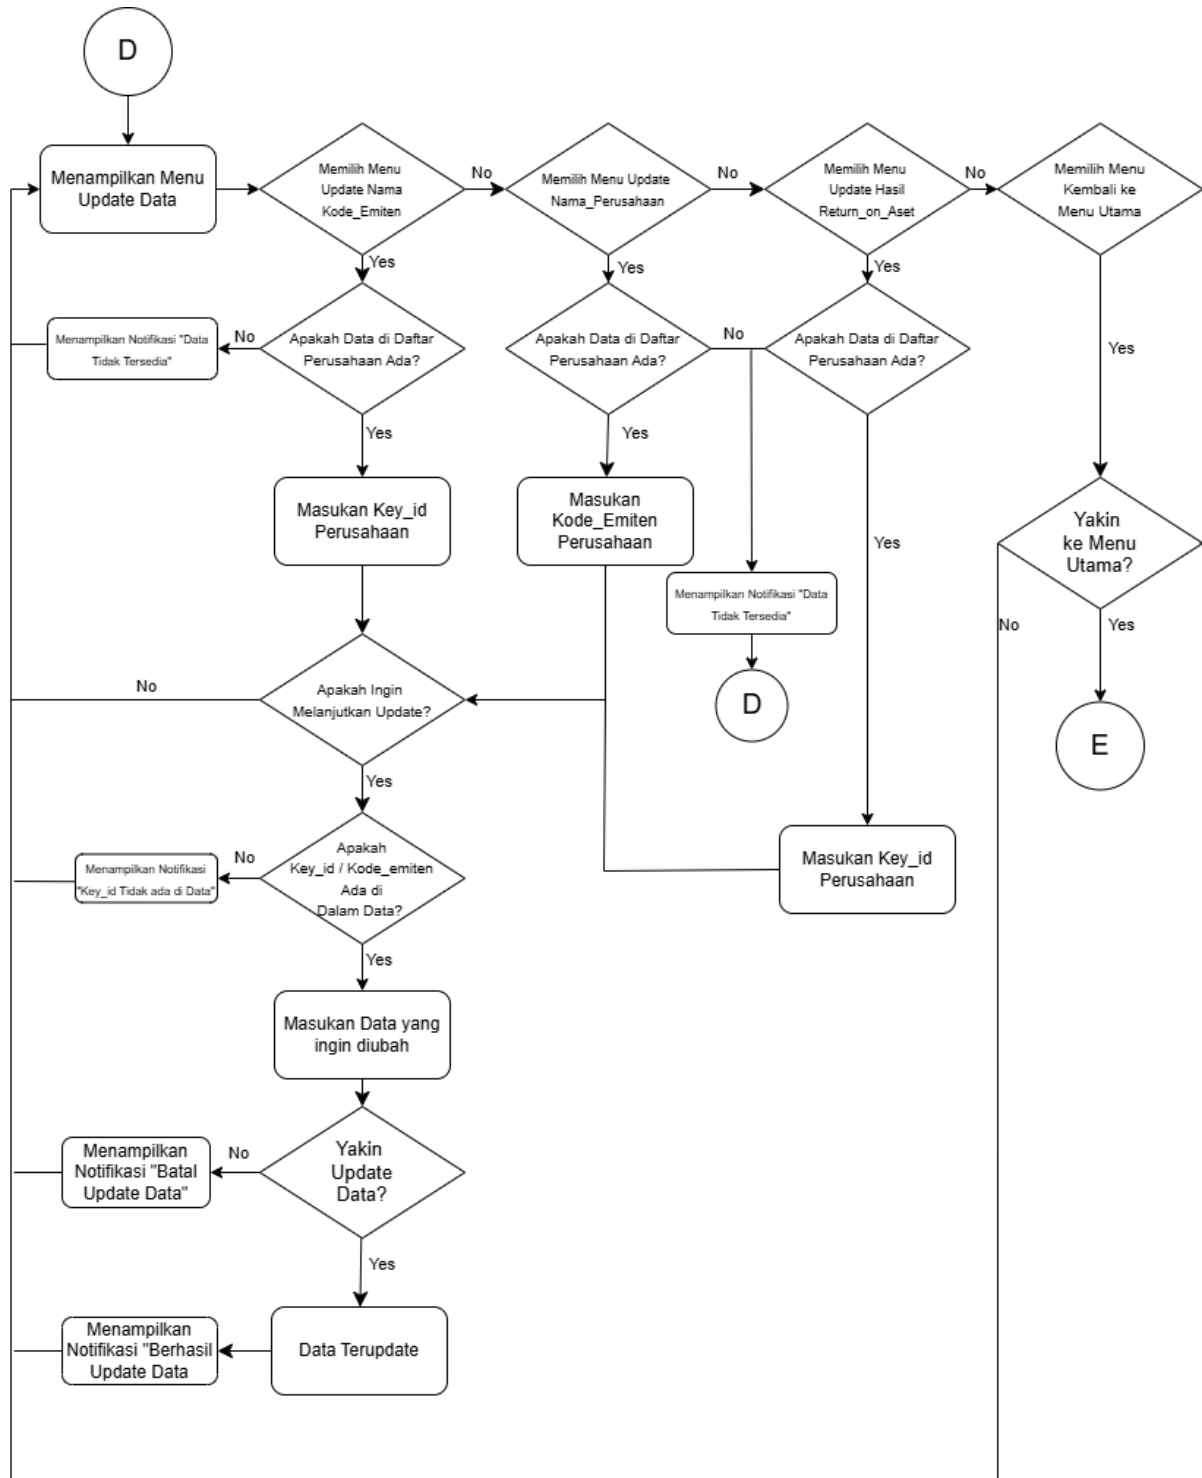 D
Menampilkan Menu
Update Data
Memilih Menu
Update Nama
Kode_Emiten
No
Memilih Menu Update
Nama_Perusahaan
No
Memilih Menu
Update Hasil
Return_on_Aset
No
Memilih Menu
Kembali ke
Menu Utama
Yes
Yes
Yes
Menampilkan Notifikasi "Data
Tidak Tersedia"
No
Apakah Data di Daftar
Perusahaan Ada?
Apakah Data di Daftar
Perusahaan Ada?
No
Apakah Data di Daftar
Perusahaan Ada?
Yes
Yes
Yes
Masukan Key_id
Perusahaan
Masukan
Kode_Emiten
Perusahaan
Yes
Yakin
ke Menu
Utama?
Menampilkan Notifikasi "Data
Tidak Tersedia"
No
Yes
No
Apakah Ingin
Melanjutkan Update?
D
E
Yes
Menampilkan Notifikasi
"Key_id Tidak ada di Data"
No
Apakah
Key_id / Kode_emiten
Ada di
Dalam Data?
Masukan Key_id
Perusahaan
Yes
Masukan Data yang
ingin diubah
Menampilkan
Notifikasi "Batal
Update Data"
No
Yakin
Update
Data?
Yes
Menampilkan
Notifikasi "Berhasil
Update Data
Data Terupdate